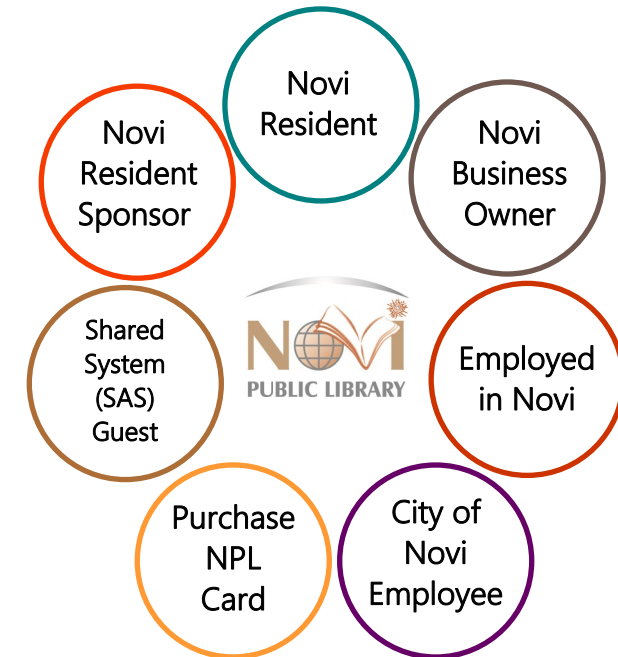 Novi
Resident
Novi
Resident
Sponsor
Novi
Business
Owner
Shared
System
(SAS)
Guest
NOVI
PUBLIC LIBRARY
Employed
in Novi
Purchase
NPL
Card
City of
Novi
Employee